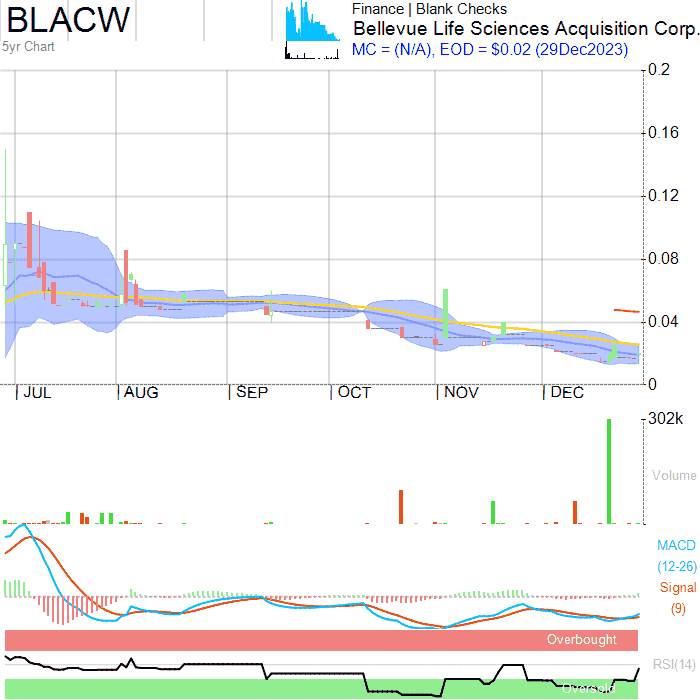 BLACW
5yr Chart
Finance | Blank Checks
Bellevue Life Sciences Acquisition Corp.
MC = (N/A), EOD = $0.02 (29Dec2023)
0.2
0.16
0.12
0.08
0.04
0
JUL AUG SEP OCT NOV DEC
302k
Volume
MACD
(12-26)
Signal
(9)
Overbought
RSI(14)
Oversold